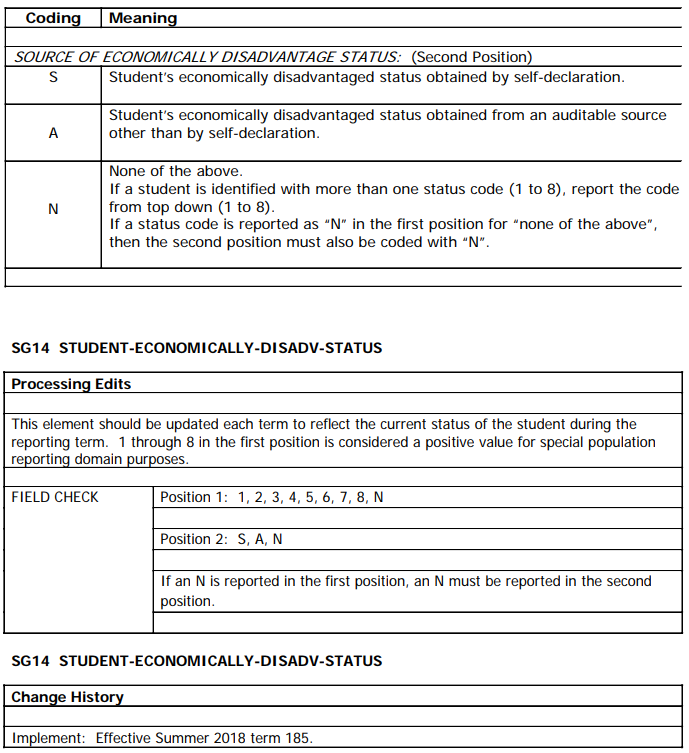 Coding Meaning
SOURCE OF ECONOMICALLY DISADVANTAGE STATUS: (Second Position)
S Student's economically disadvantaged status obtained by self-declaration.
Student's economically disadvantaged status obtained from an auditable source
A other than by self-declaration.
None of the above.
If a student is identified with more than one status code (1 to 8), report the code
N from top down (1 to 8).
If a status code is reported as “N” in the first position for “none of the above”,
then the second position must also be coded with “N”.
SG14 STUDENT-ECONOMICALLY-DISADV-STATUS
Processing Edits
This element should be updated each term to reflect the current status of the student during the
reporting term. 1 through 8 in the first position is considered a positive value for special population
reporting domain purposes.
FIELD CHECK Position 1: 1, 2, 3, 4, 5, 6, 7, 8, N
Position 2: S, A, N
If an N is reported in the first position, an N must be reported in the second
position.
SG14 STUDENT-ECONOMICALLY-DISADV-STATUS
Change History
Implement: Effective Summer 2018 term 185.